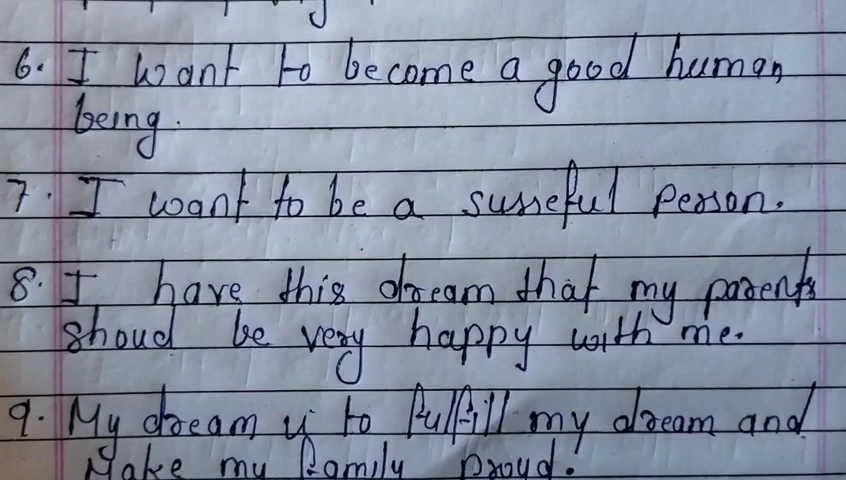 6. I want to become a good human
being.
7. I want to be a susseful person.
8. I have this dream that my parents
shoud be very happy with me.
9. My dream is to fulfill my dream and
Make my family proud.